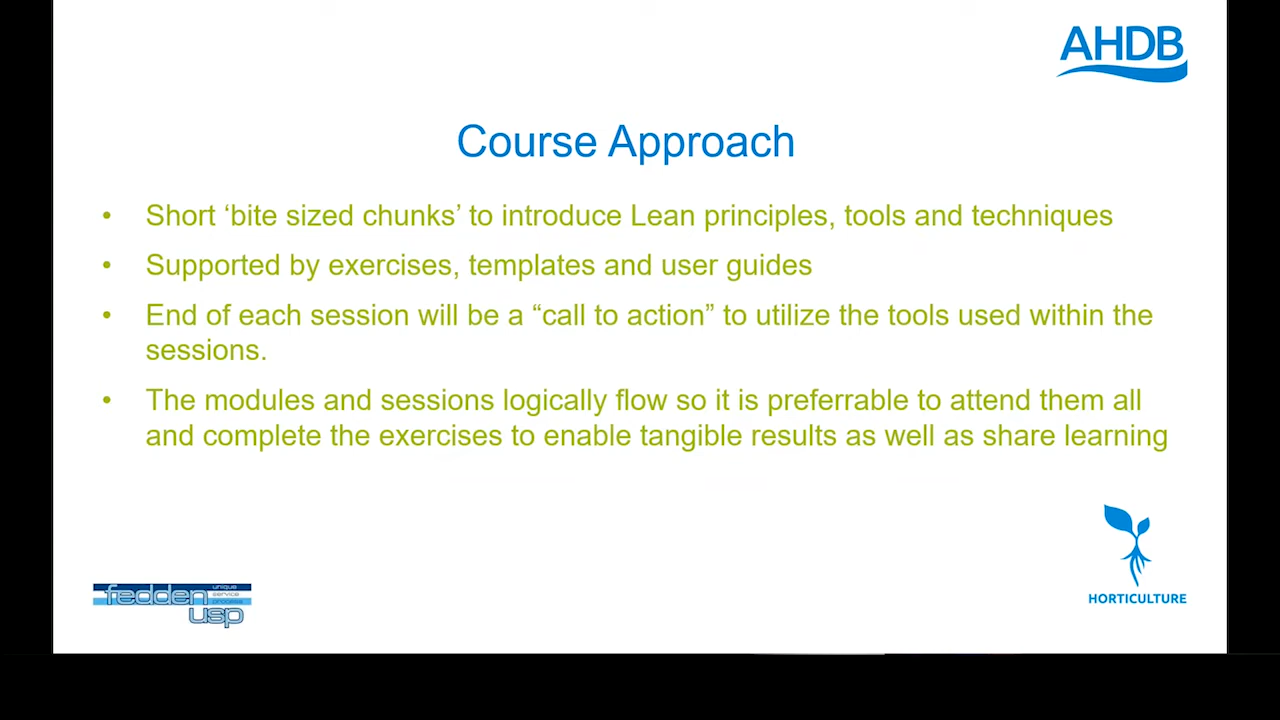 AHDB
Course Approach
• Short ‘bite sized chunks’ to introduce Lean principles, tools and techniques
• Supported by exercises, templates and user guides
• End of each session will be a “call to action” to utilize the tools used within the
sessions.
• The modules and sessions logically flow so it is preferrable to attend them all
and complete the exercises to enable tangible results as well as share learning
HORTICULTURE
fedden
unique
service
process
usp